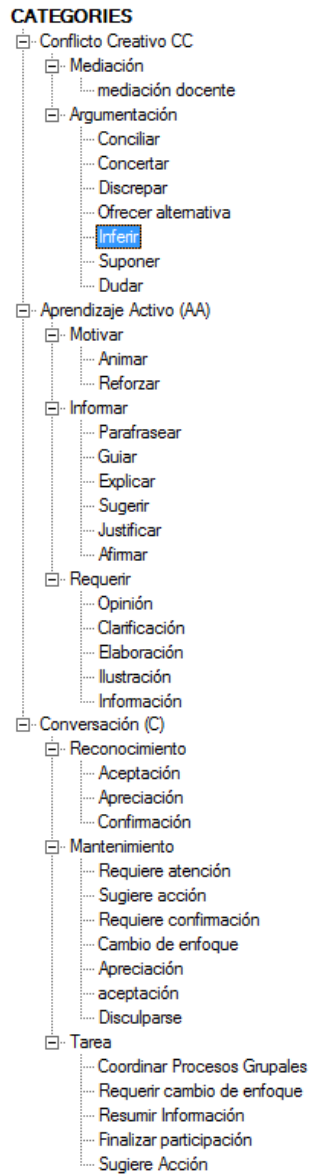 CATEGORIES
Conflicto Creativo CC
Mediación
mediación docente
Argumentación
Conciliar
Concertar
Discrepar
Ofrecer alternativa
Inferir
Suponer
Dudar
Aprendizaje Activo (AA)
Motivar
Animar
Reforzar
Informar
Parafrasear
Guiar
Explicar
Sugerir
Justificar
Afirmar
Requerir
Opinión
Clarificación
Elaboración
Ilustración
Información
Conversación (C)
Reconocimiento
Aceptación
Apreciación
Confirmación
Mantenimiento
Requiere atención
Sugiere acción
Requiere confirmación
Cambio de enfoque
Apreciación
aceptación
Disculparse
Tarea
Coordinar Procesos Grupales
Requerir cambio de enfoque
Resumir Información
Finalizar participación
Sugiere Acción